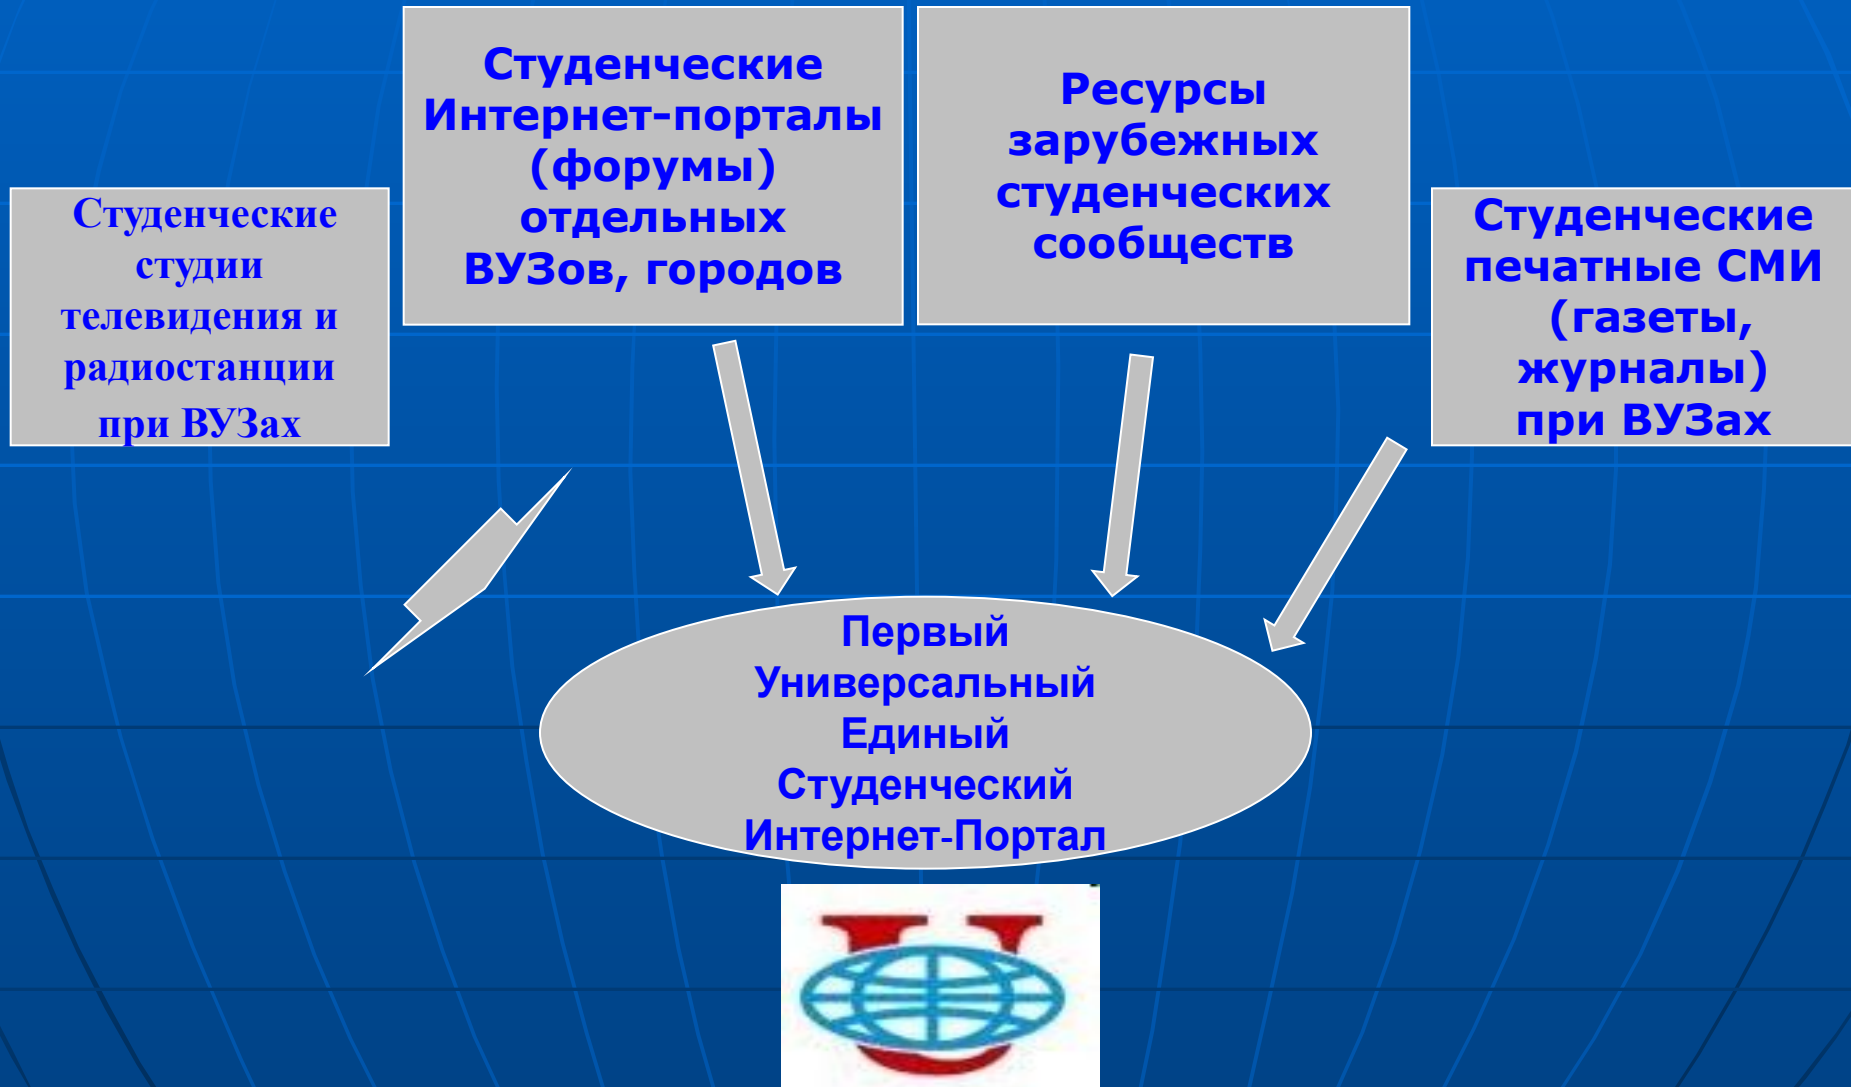 Студенческие
студии
телевидения и
радиостанции
при ВУЗах
Студенческие
Интернет-порталы
(форумы)
отдельных
ВУЗов, городов
Ресурсы
зарубежных
студенческих
сообществ
Студенческие
печатные СМИ
(газеты,
журналы)
при ВУЗах
Первый
Универсальный
Единый
Студенческий
Интернет-Портал
U